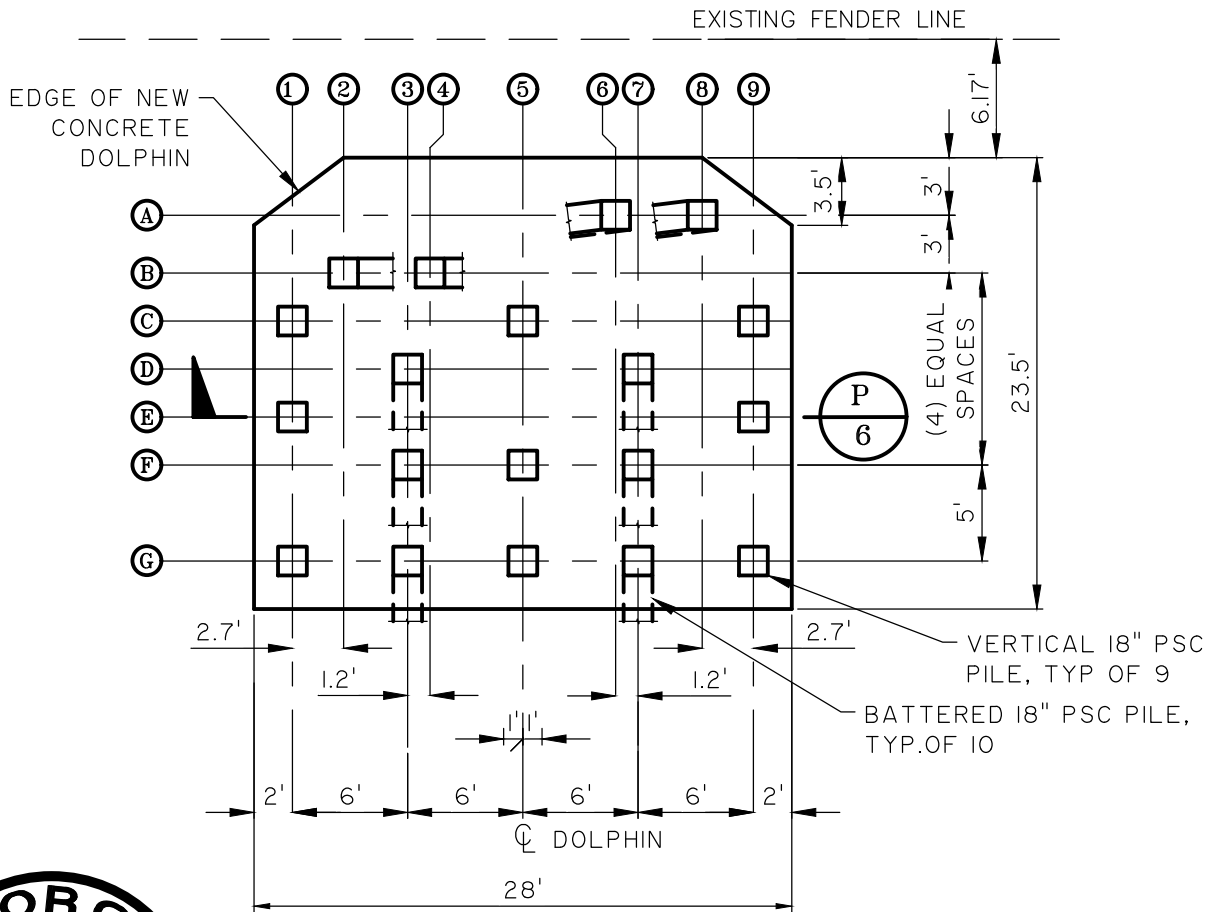 EXISTING FENDER LINE
EDGE OF NEW
CONCRETE
DOLPHIN
1 2 3 4 5 6 7 8 9
6.17'
3.5'
3'
3'
A
B
C
D
E
F
G
(4) EQUAL
SPACES
23.5'
P
6
5'
2.7'
2.7'
1.2'
1.2'
1' 1'
VERTICAL 18" PSC
PILE, TYP OF 9
BATTERED 18" PSC PILE,
TYP.OF 10
2' 6' 6' 6' 6' 2'
℄ DOLPHIN
28'